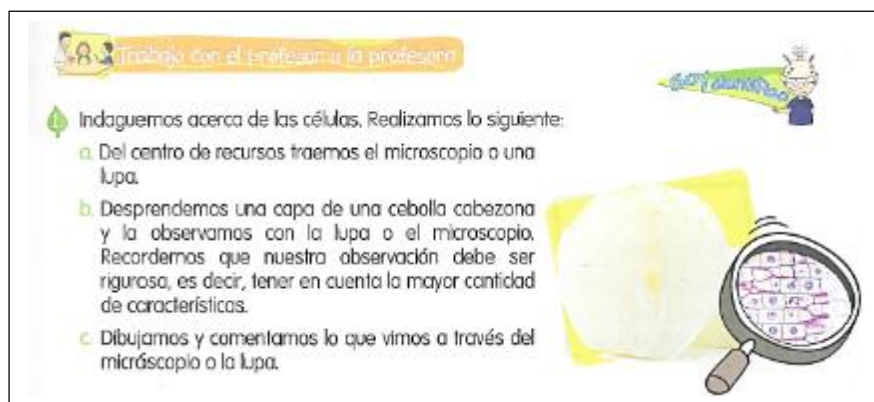 Trabajo con el profesor o la profesora
1 Indaguemos acerca de las células. Realizamos lo siguiente:
a. Del centro de recursos traemos el microscopio o una
lupa.
b. Desprendemos una capa de una cebolla cabezona
y la observamos con la lupa o el microscopio.
Recordemos que nuestra observación debe ser
rigurosa, es decir, tener en cuenta la mayor cantidad
de características.
c. Dibujamos y comentamos lo que vimos a través del
micróscopio o la lupa.